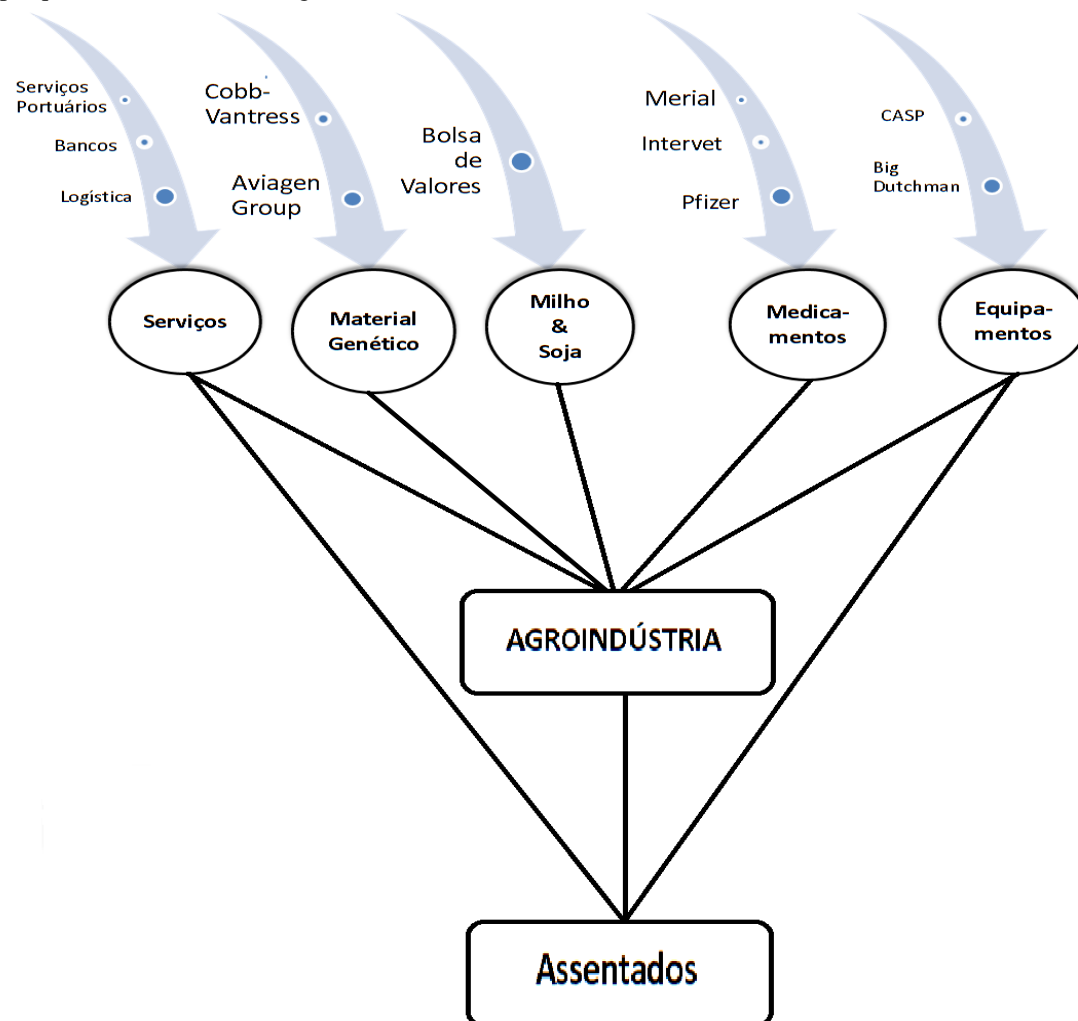 Serviços
Portuários
Bancos
Logística
Cobb-
Vantress
Aviagen
Group
Bolsa
de
Valores
Merial
Intervet
Pfizer
CASP
Big
Dutchman
Serviços
Material
Genético
Milho
&
Soja
Medica-
mentos
Equipa-
mentos
AGROINDÚSTRIA
Assentados